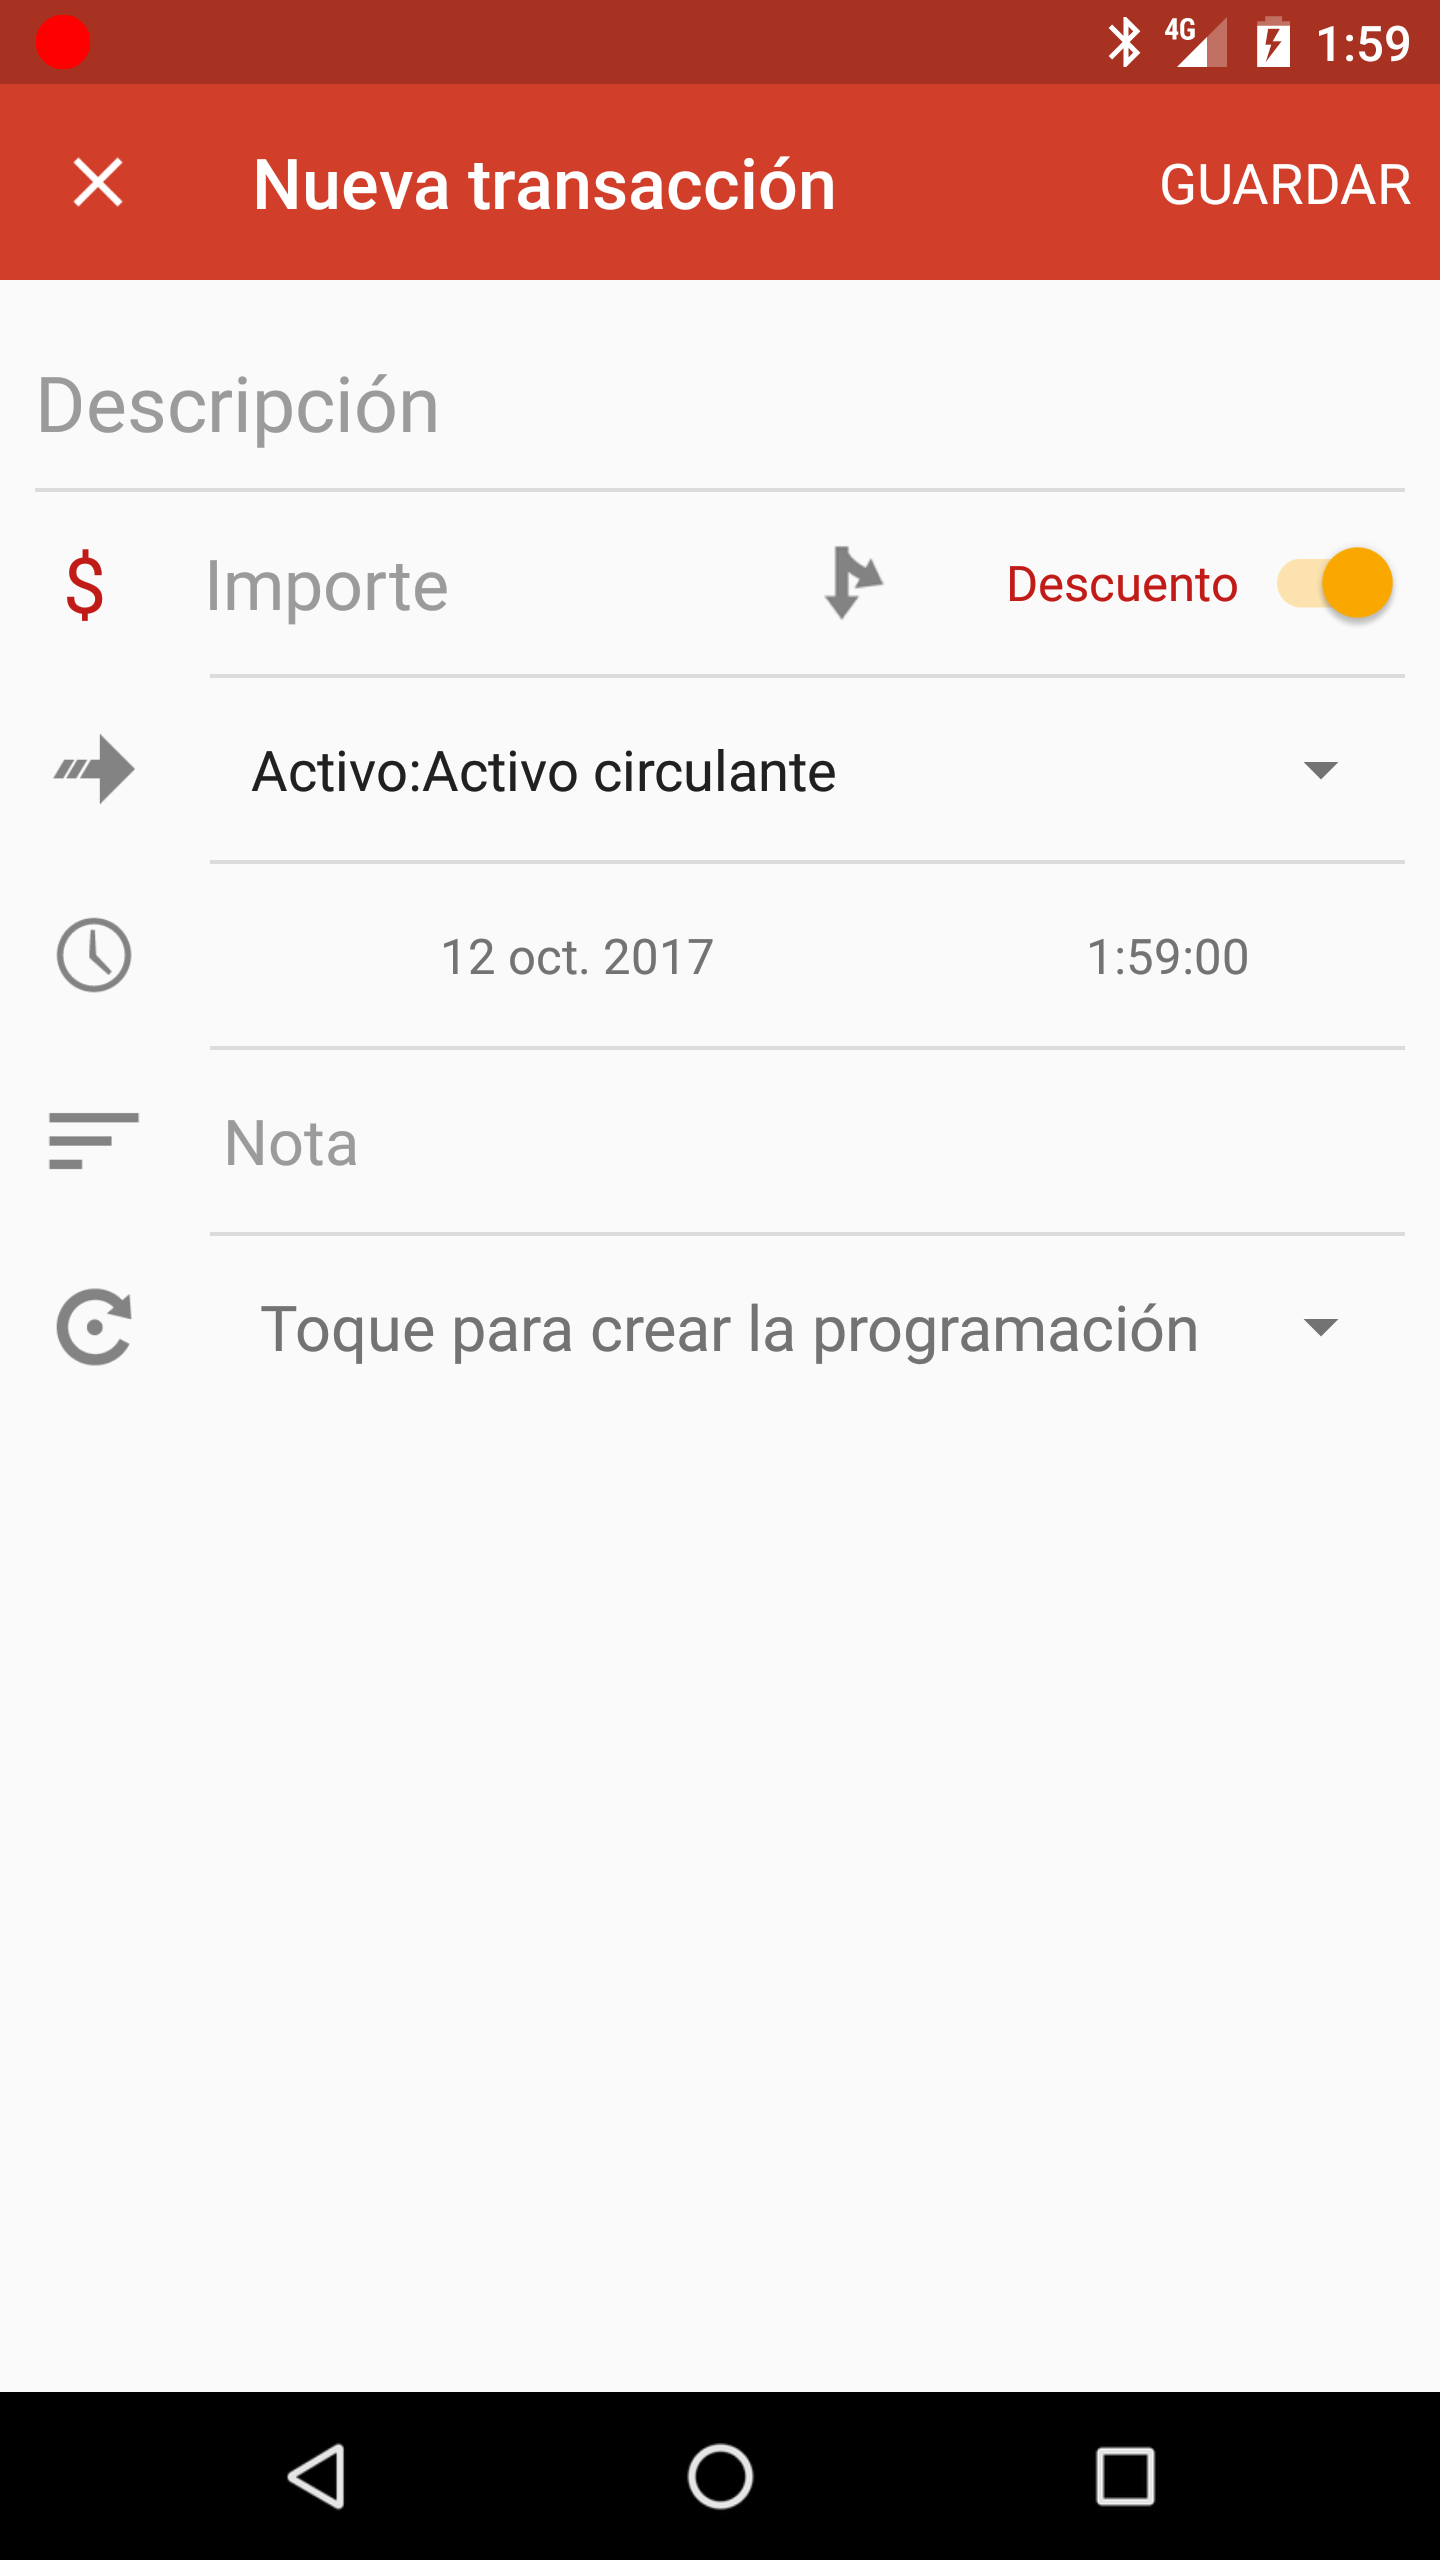 4G 1:59
Nueva transacción GUARDAR
Descripción
$ Importe Descuento
Activo:Activo circulante
12 oct. 2017 1:59:00
Nota
Toque para crear la programación